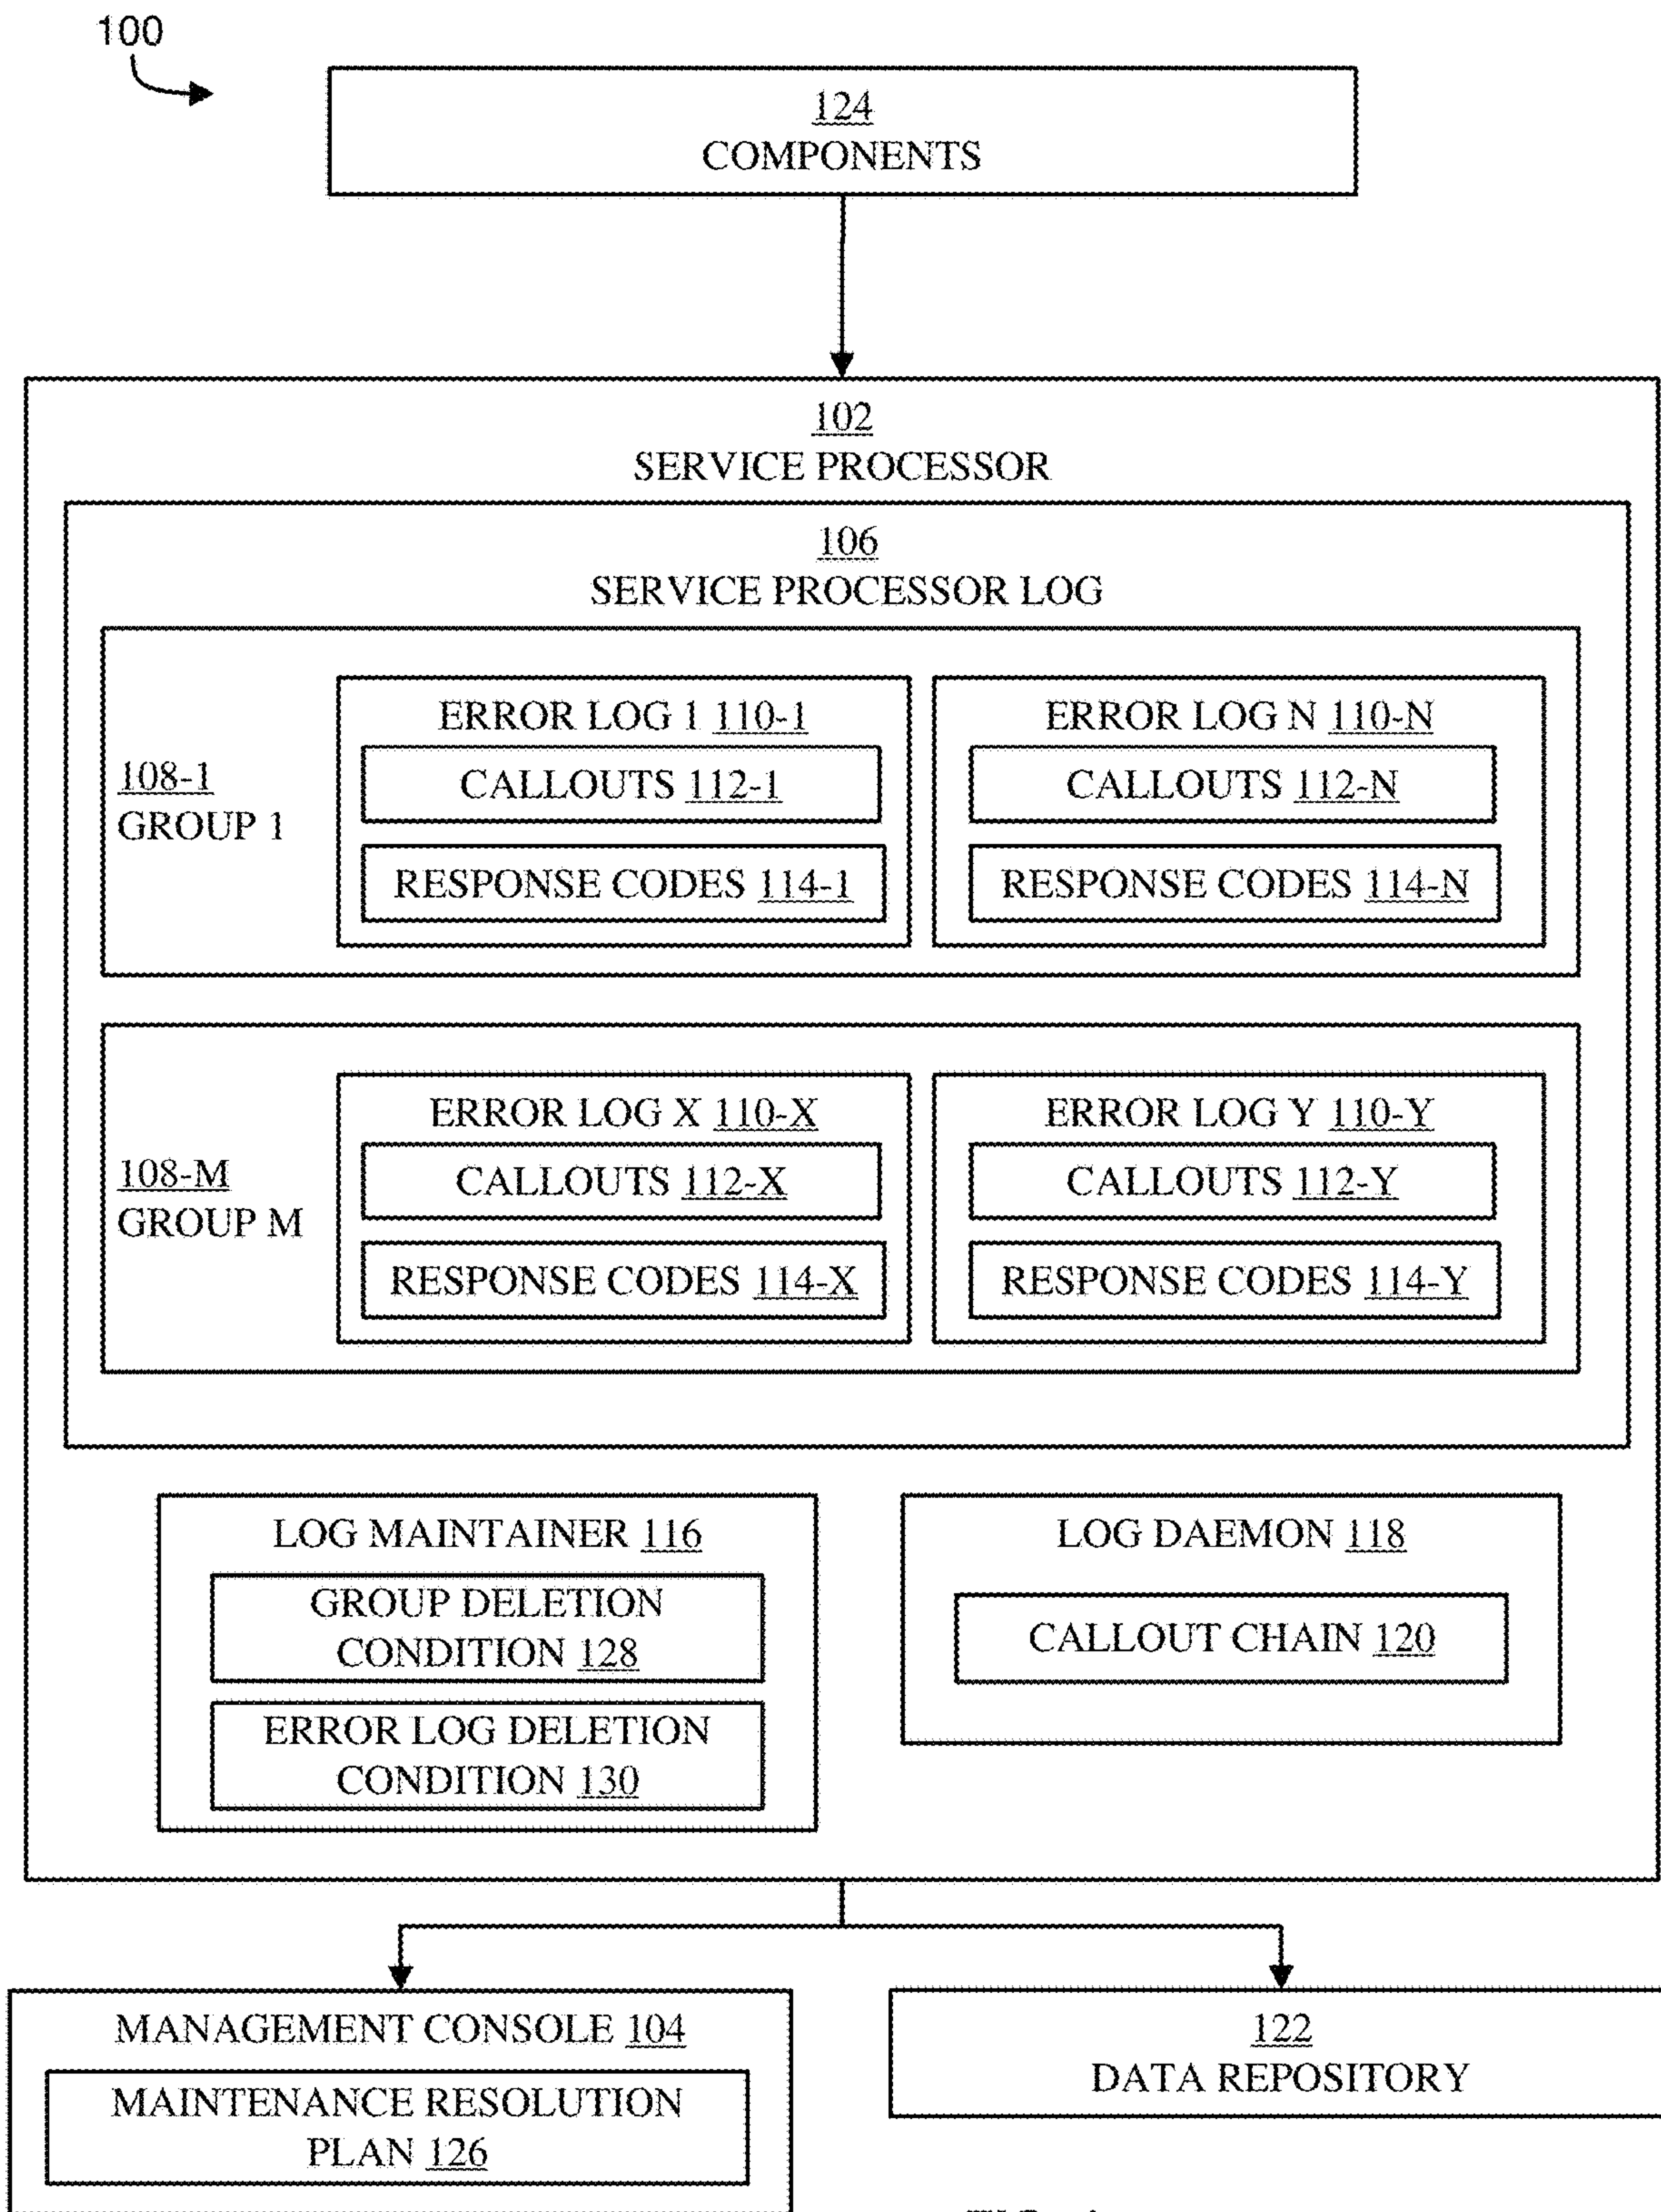 100
124
COMPONENTS
102
SERVICE PROCESSOR
106
SERVICE PROCESSOR LOG
108-1
GROUP 1
ERROR LOG 1 110-1
CALLOUTS 112-1
RESPONSE CODES 114-1
ERROR LOG N 110-N
CALLOUTS 112-N
RESPONSE CODES 114-N
108-M
GROUP M
ERROR LOG X 110-X
CALLOUTS 112-X
RESPONSE CODES 114-X
ERROR LOG Y 110-Y
CALLOUTS 112-Y
RESPONSE CODES 114-Y
LOG MAINTAINER 116
GROUP DELETION
CONDITION 128
ERROR LOG DELETION
CONDITION 130
LOG DAEMON 118
CALLOUT CHAIN 120
MANAGEMENT CONSOLE 104
MAINTENANCE RESOLUTION
PLAN 126
122
DATA REPOSITORY